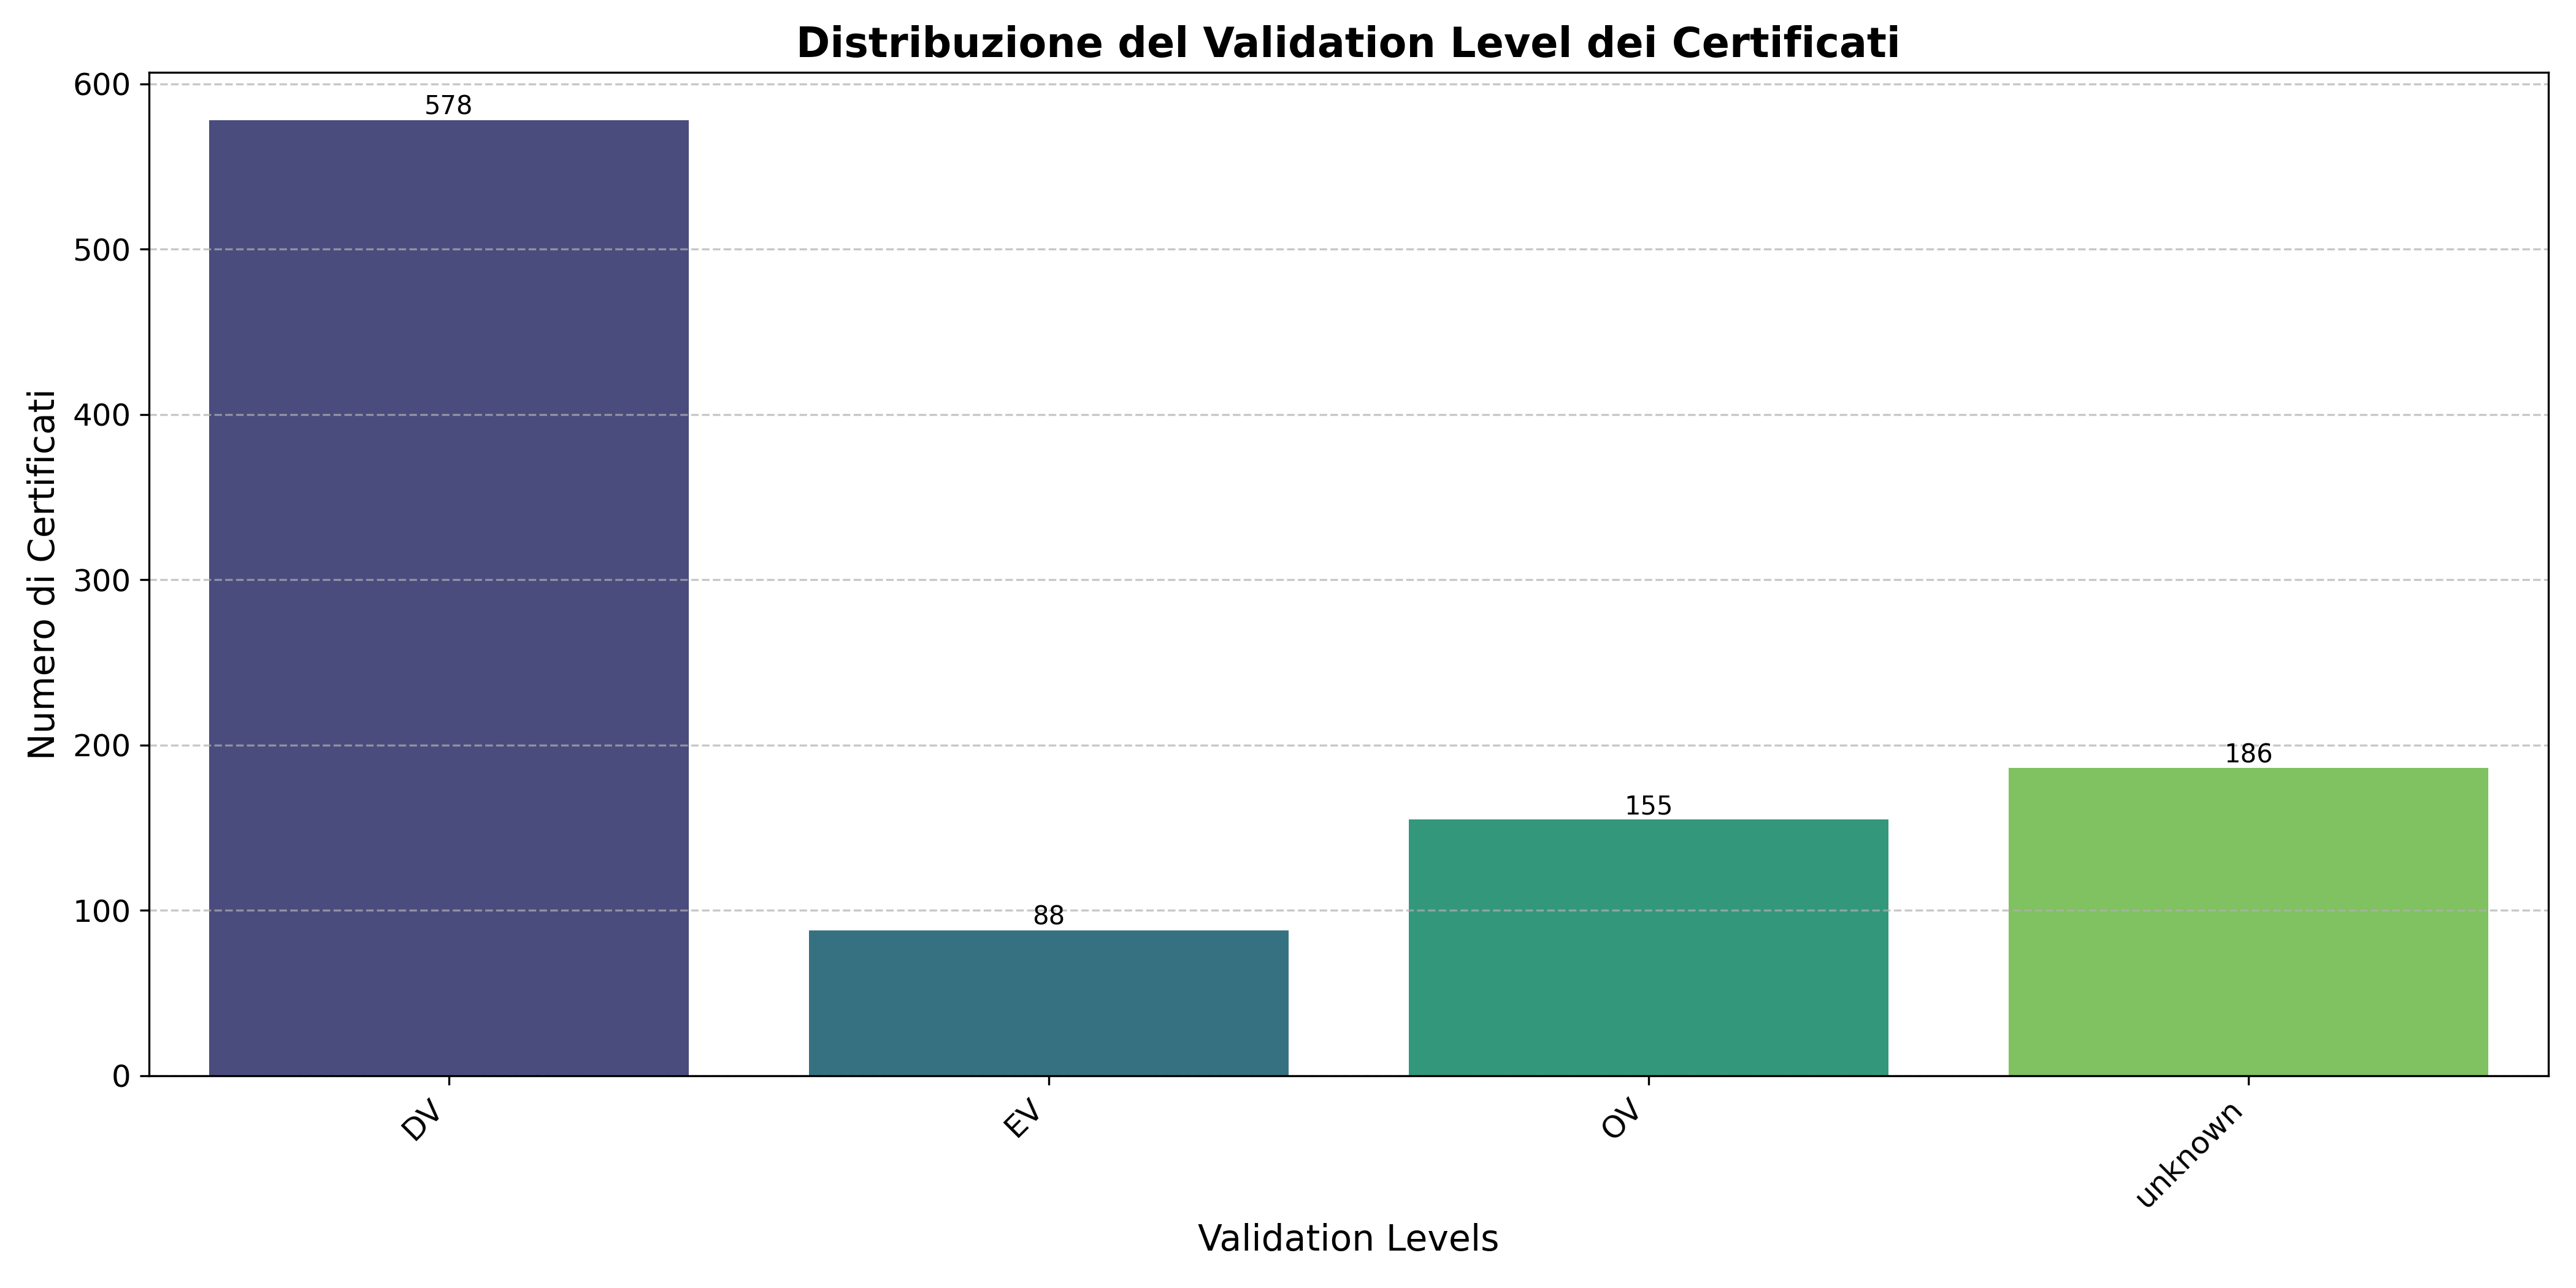 Distribuzione del Validation Level dei Certificati
Numero di Certificati
600
500
400
300
200
100
0
578
88
155
186
DV
EV
OV
unknown
Validation Levels